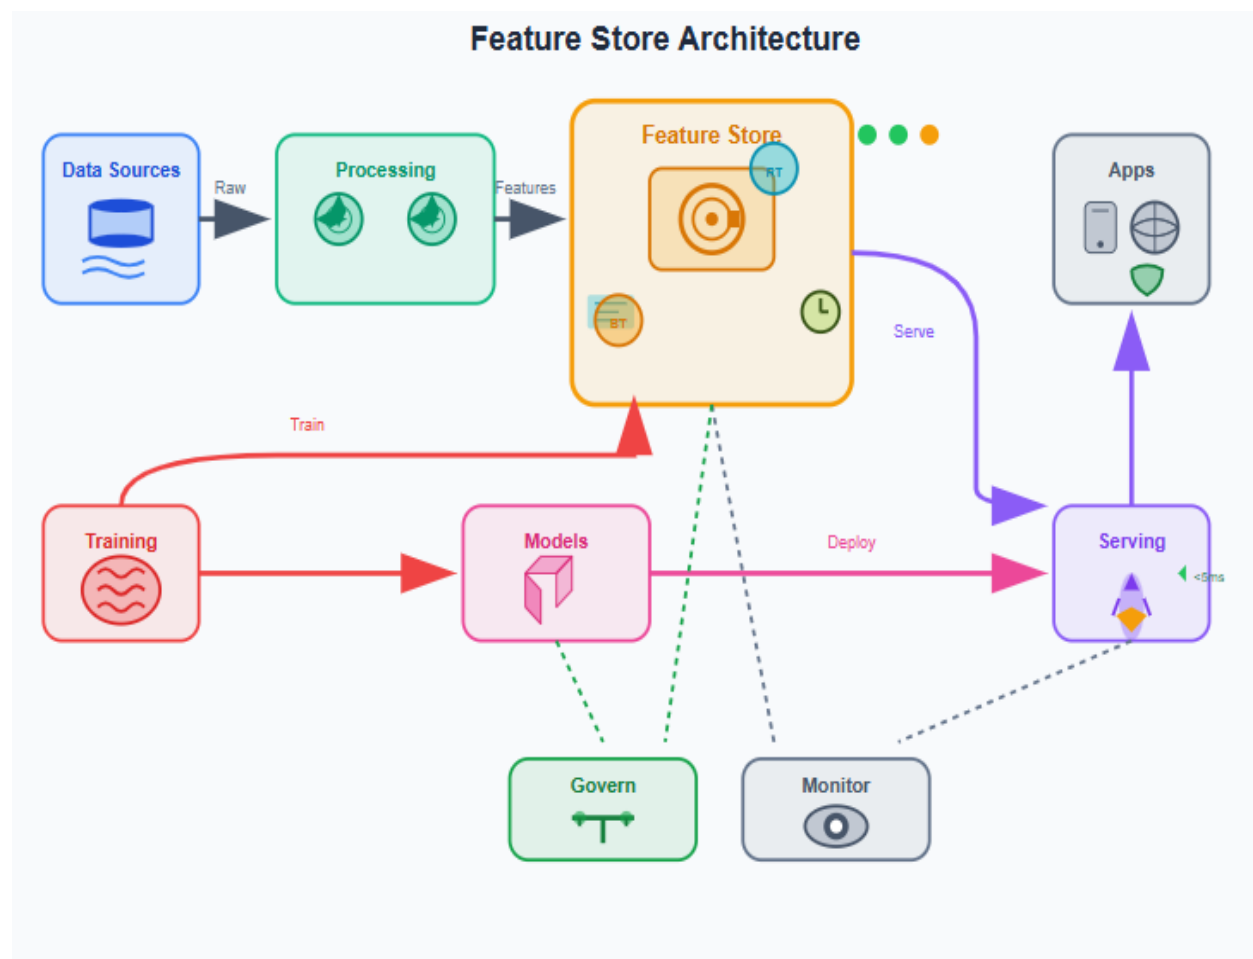 Feature Store Architecture
Feature Store
Data Sources
Processing
Apps
Raw
Features
RT
BT
Serve
Train
Training
Models
Deploy
Serving
<5ms
Govern
Monitor